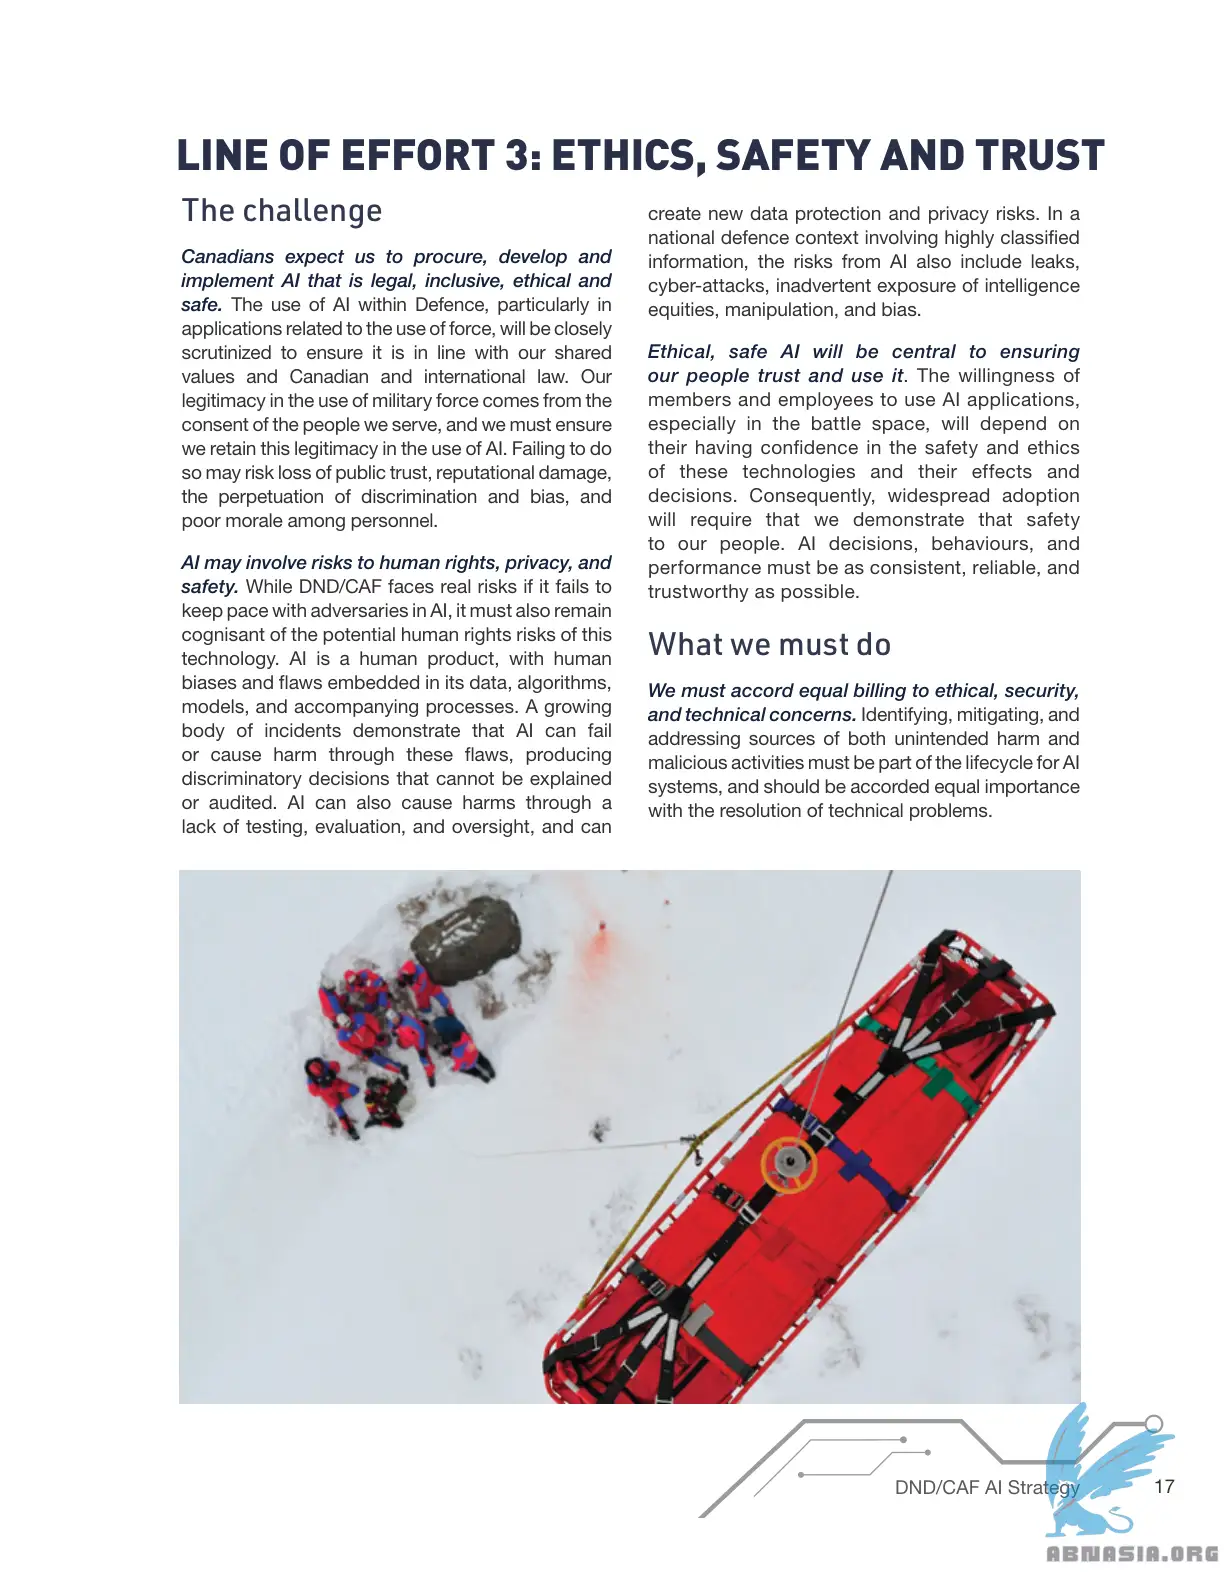 LINE OF EFFORT 3: ETHICS, SAFETY AND TRUST
The challenge
Canadians expect us to procure, develop and
implement AI that is legal, inclusive, ethical and
safe. The use of AI within Defence, particularly in
applications related to the use of force, will be closely
scrutinized to ensure it is in line with our shared
values and Canadian and international law. Our
legitimacy in the use of military force comes from the
consent of the people we serve, and we must ensure
we retain this legitimacy in the use of AI. Failing to do
so may risk loss of public trust, reputational damage,
the perpetuation of discrimination and bias, and
poor morale among personnel.
AI may involve risks to human rights, privacy, and
safety. While DND/CAF faces real risks if it fails to
keep pace with adversaries in AI, it must also remain
cognisant of the potential human rights risks of this
technology. AI is a human product, with human
biases and flaws embedded in its data, algorithms,
models, and accompanying processes. A growing
body of incidents demonstrate that AI can fail
or cause harm through these flaws, producing
discriminatory decisions that cannot be explained
or audited. AI can also cause harms through a
lack of testing, evaluation, and oversight, and can
create new data protection and privacy risks. In a
national defence context involving highly classified
information, the risks from AI also include leaks,
cyber-attacks, inadvertent exposure of intelligence
equities, manipulation, and bias.
Ethical, safe AI will be central to ensuring
our people trust and use it. The willingness of
members and employees to use AI applications,
especially in the battle space, will depend on
their having confidence in the safety and ethics
of these technologies and their effects and
decisions. Consequently, widespread adoption
will require that we demonstrate that safety
to our people. AI decisions, behaviours, and
performance must be as consistent, reliable, and
trustworthy as possible.
What we must do
We must accord equal billing to ethical, security,
and technical concerns. Identifying, mitigating, and
addressing sources of both unintended harm and
malicious activities must be part of the lifecycle for AI
systems, and should be accorded equal importance
with the resolution of technical problems.
DND/CAF AI Strategy
17
ABNASIA.ORG